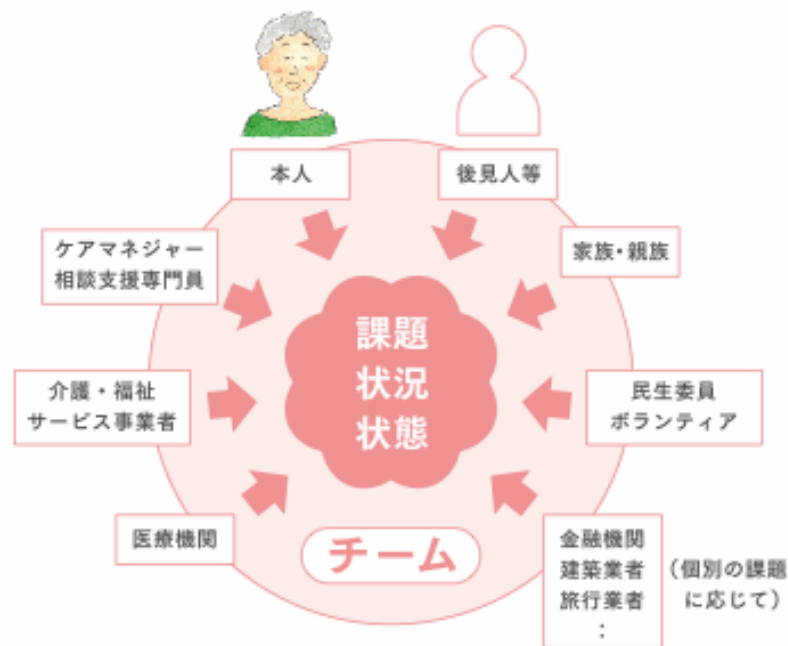 本人
後見人等
ケアマネジャー
相談支援専門員
家族・親族
課題
状況
状態
介護・福祉
サービス事業者
民生委員
ボランティア
医療機関
チーム
金融機関
建築業者
旅行業者
：
（個別の課題
に応じて）